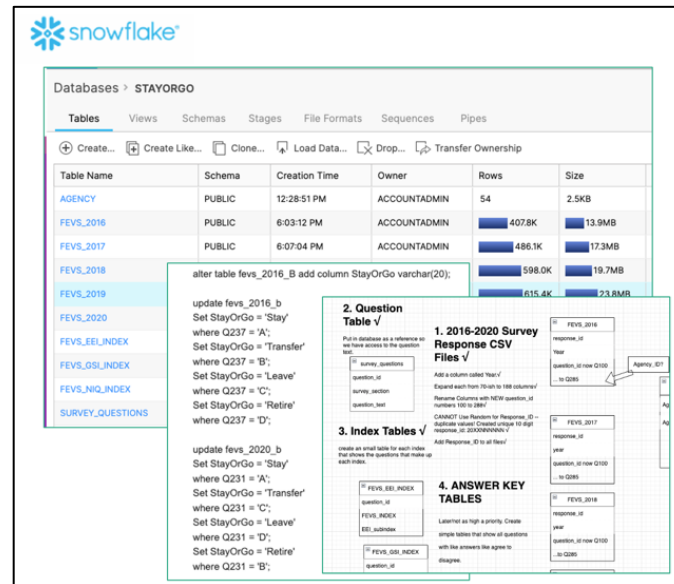 snowflake
Databases > STAYORGO
Tables Views Schemas Stages File Formats Sequences Pipes
Create... Create Like... Clone... Load Data... Drop... Transfer Ownership
Table Name Schema Creation Time Owner Rows Size
AGENCY PUBLIC 12:28:51 PM ACCOUNTADMIN 54 2.5KB
FEVS_2016 PUBLIC 6:03:12 PM ACCOUNTADMIN 407.8K 13.9MB
FEVS_2017 PUBLIC 6:07:04 PM ACCOUNTADMIN 486.1K 17.3MB
FEVS_2018 598.0K 19.7MB
FEVS_2019 615.4K 23.8MB
FEVS_2020
FEVS_EEI_INDEX
FEVS_GSI_INDEX
FEVS_NIQ_INDEX
SURVEY_QUESTIONS
alter table fevs_2016_B add column StayOrGo varchar(20);
update fevs_2016_b
Set StayOrGo = 'Stay'
where Q237 = 'A';
Set StayOrGo = 'Transfer'
where Q237 = 'B';
Set StayOrGo = 'Leave'
where Q237 = 'C';
Set StayOrGo = 'Retire'
where Q237 = 'D';
update fevs_2020_b
Set StayOrGo = 'Stay'
where Q231 = 'A';
Set StayOrGo = 'Transfer'
where Q231 = 'C';
Set StayOrGo = 'Leave'
where Q231 = 'D';
Set StayOrGo = 'Retire'
where Q231 = 'B';
2. Question
Table √
Put in database as a reference so
we have access to the question
text.
survey_questions
question_id
survey_section
question_text
3. Index Tables √
create an small table for each index
that shows the questions that make up
each index.
FEVS_EEI_INDEX
question_id
FEVS_INDEX
EEI_subindex
FEVS_GSI_INDEX
question_id
1. 2016-2020 Survey
Response CSV
Files √
Add a column called Year.√
Expand each from 70-ish to 188 columns√
Rename Columns with NEW question_id
numbers 100 to 288√
CANNOT Use Random for Response_ID --
duplicate values! Created unique 10 digit
response_id: 20XXNNNNNN √
Add Response_ID to all files√
4. ANSWER KEY
TABLES
Later/not as high a priority. Create
simple tables that show all questions
with like answers like agree to
disagree.
FEVS_2016
response_id
Year
question_id now Q100
... to Q285
Agency_ID?
FEVS_2017
response_id
year
question_id now Q100
... to Q285
FEVS_2018
response_id
year
question_id now Q100
...to Q285